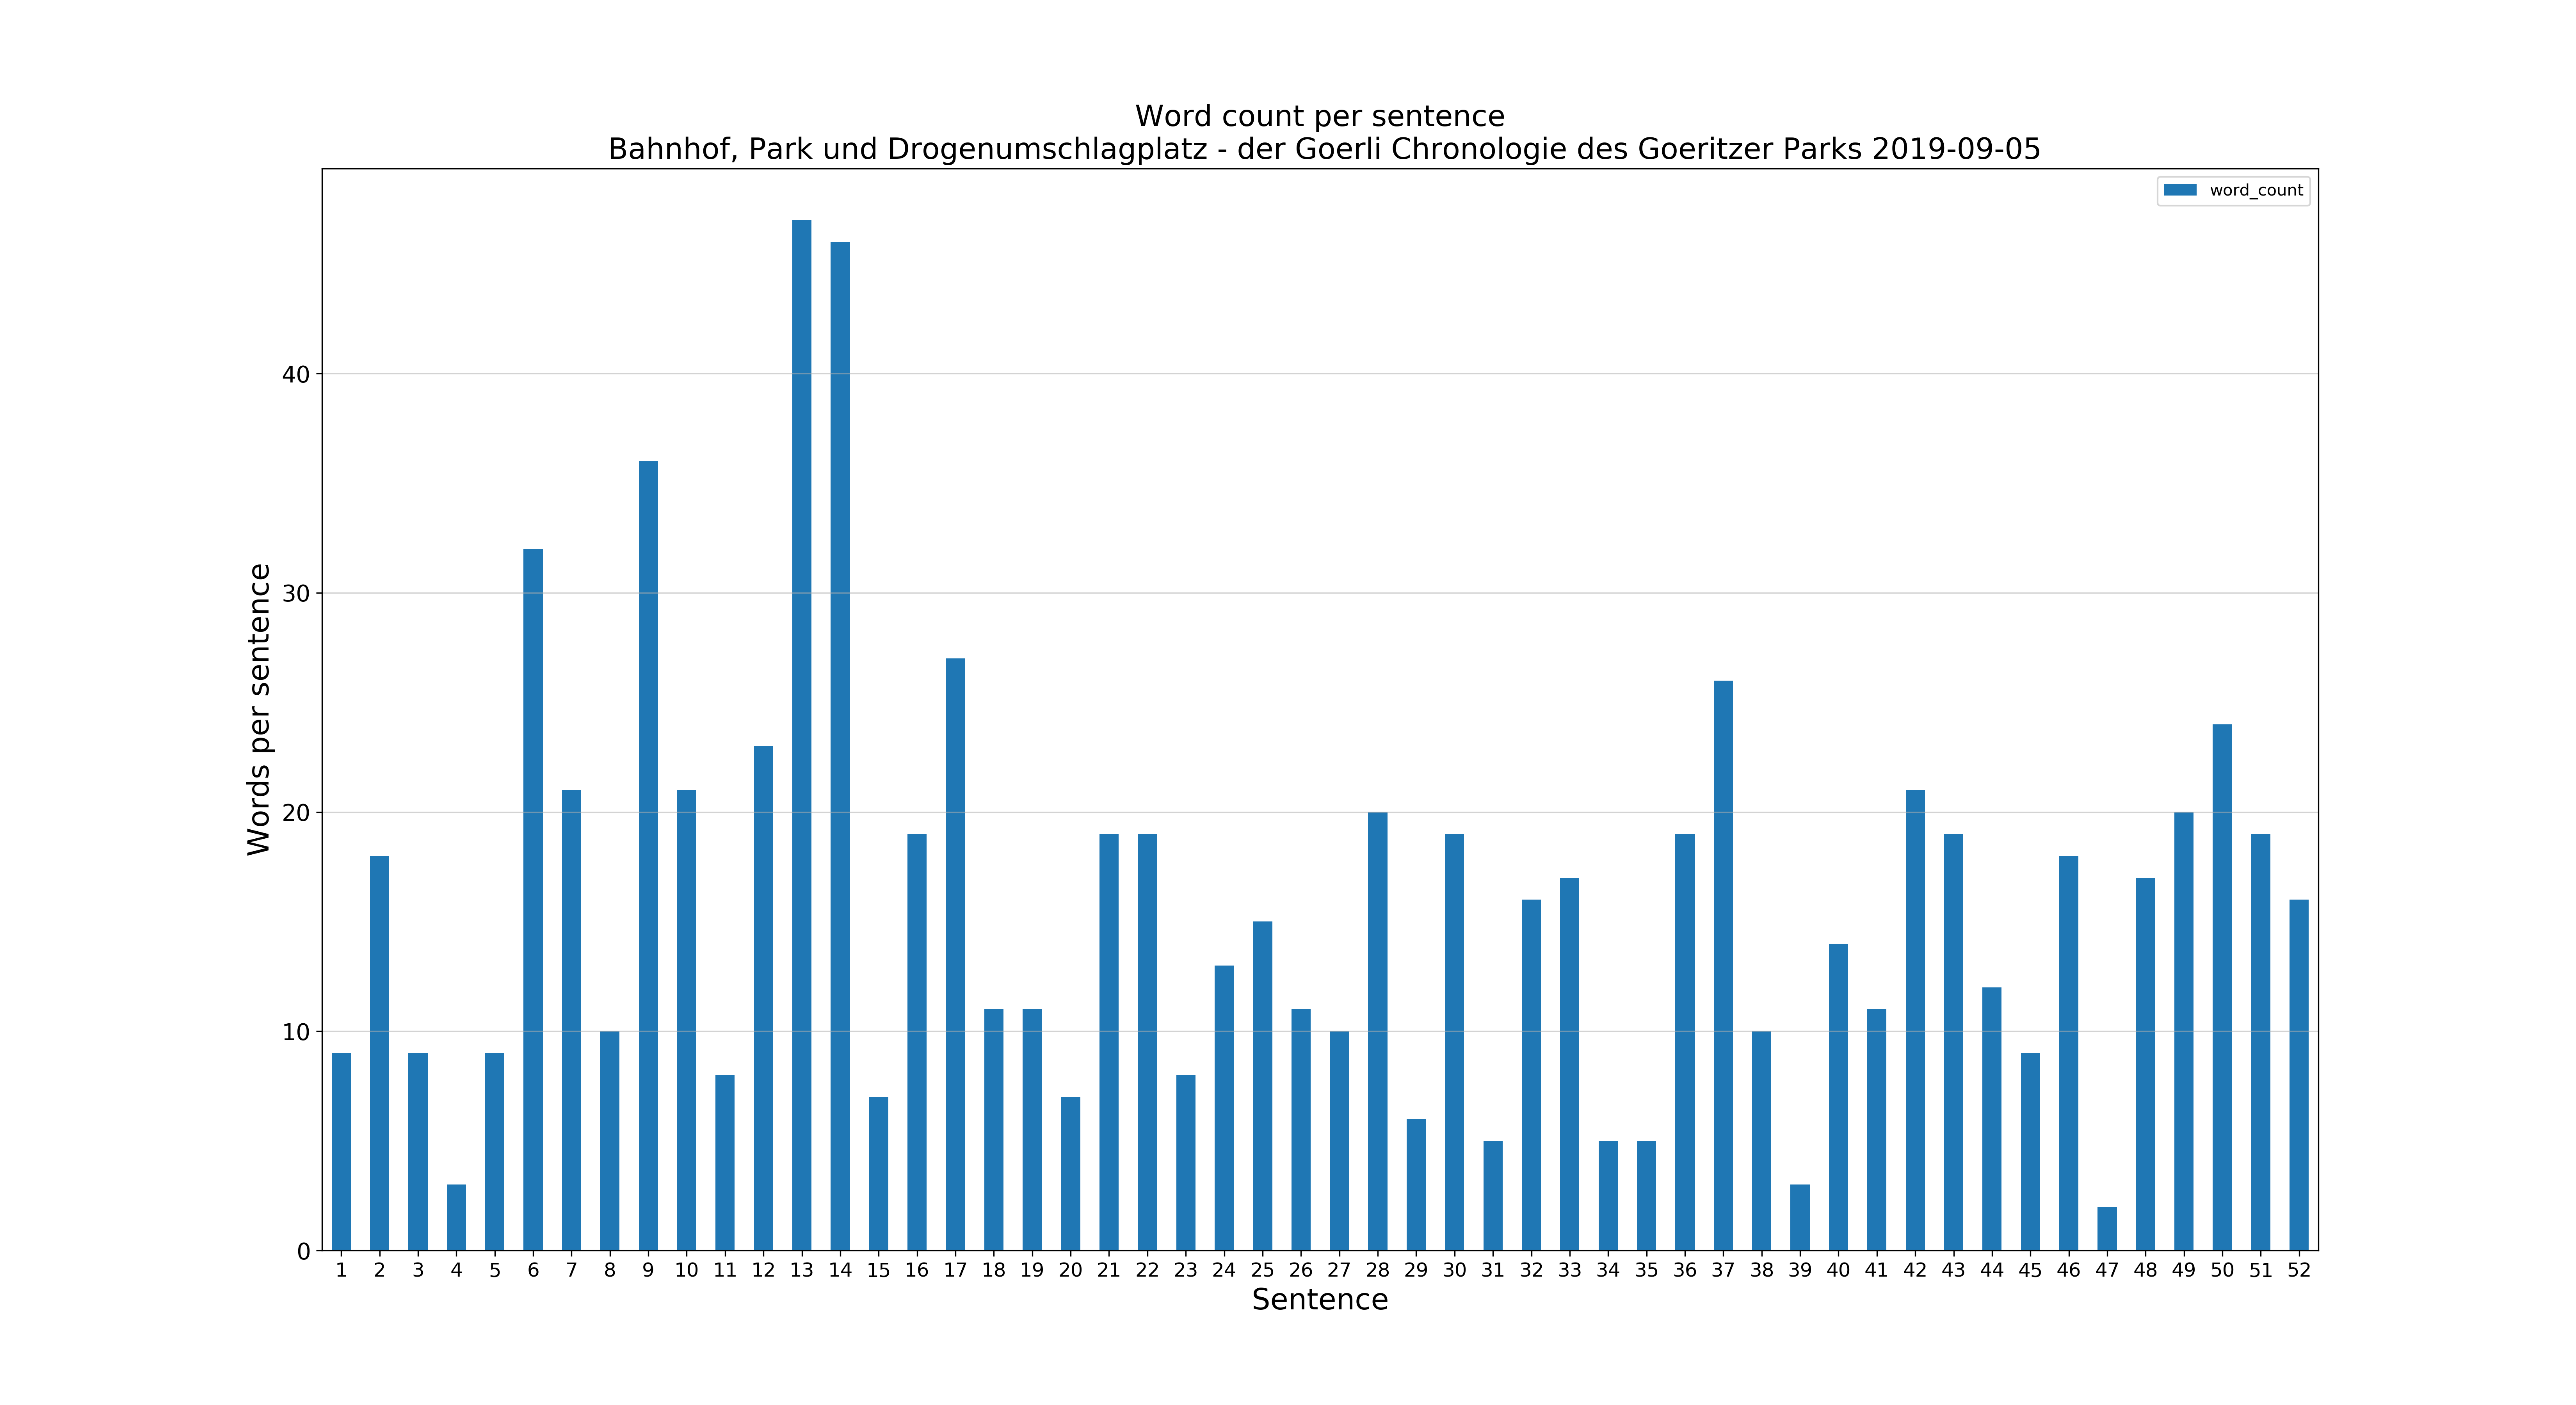 Word count per sentence
Bahnhof, Park und Drogenumschlagplatz - der Goerli Chronologie des Goeritzer Parks 2019-09-05
word_count
40
30
20
10
0
Words per sentence
1 2 3 4 5 6 7 8 9 10 11 12 13 14 15 16 17 18 19 20 21 22 23 24 25 26 27 28 29 30 31 32 33 34 35 36 37 38 39 40 41 42 43 44 45 46 47 48 49 50 51 52
Sentence